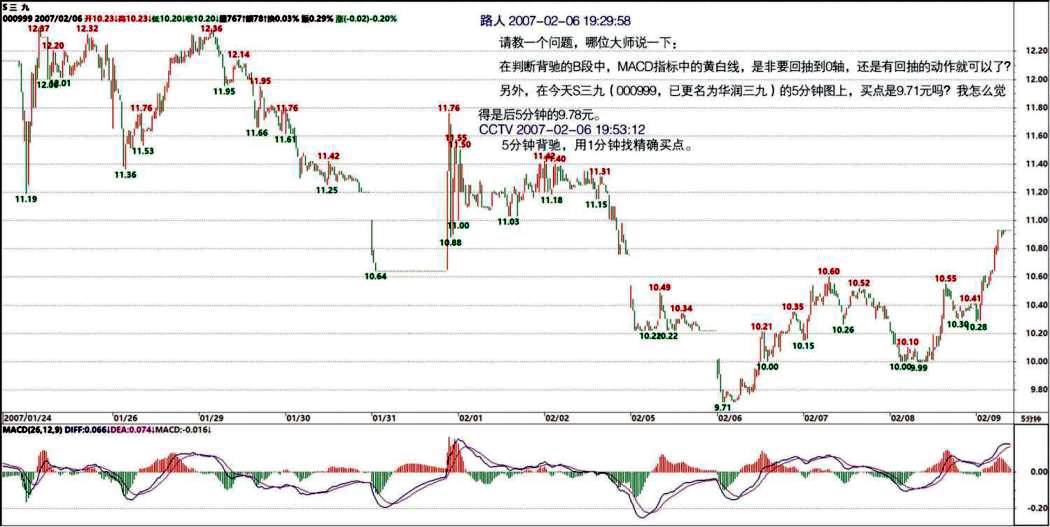 S三 九
000999 2007/02/06 开10.23↓高10.23↓低10.20↓收10.20↓量767↑额78↑换0.03% 振0.29% 涨(-0.02)-0.20%
路人 2007-02-06 19:29:58
请教一个问题，哪位大师说一下：
在判断背驰的B段中，MACD指标中的黄白线，是非要回抽到0轴，还是有回抽的动作就可以了？
另外，在今天S三九（000999，已更名为华润三九）的5分钟图上，买点是9.71元吗？我怎么觉
得是后5分钟的9.78元。
CCTV 2007-02-06 19:53:12
5分钟背驰，用1分钟找精确买点。
12.37 12.32 12.36
12.20 12.14
12.01 11.95 11.95
11.76 11.76 11.76
11.66 11.61 11.55
11.53 11.50
11.36 11.42 11.40 11.31
11.19 11.25 11.18 11.15
11.00 11.03
10.88
10.64 10.60 10.55
10.49 10.52
10.34 10.35 10.41
10.22 10.21 10.26 10.30 10.28
10.15 10.10
10.00 10.00 9.99
9.71
12.20
12.00
11.80
11.60
11.40
11.20
11.00
10.80
10.60
10.40
10.20
10.00
9.80
2007/01/24 01/26 01/29 01/30 01/31 02/01 02/02 02/05 02/06 02/07 02/08 02/09 5分钟
MACD(26,12,9) DIFF:0.066↓DEA:0.074↓MACD:-0.016↓
0.00
-0.20